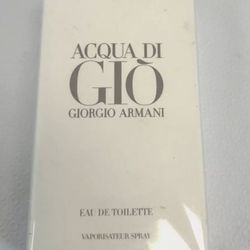 ACQUA DI
GIÒ
GIORGIO ARMANI
EAU DE TOILETTE
VAPORISATEUR SPRAY